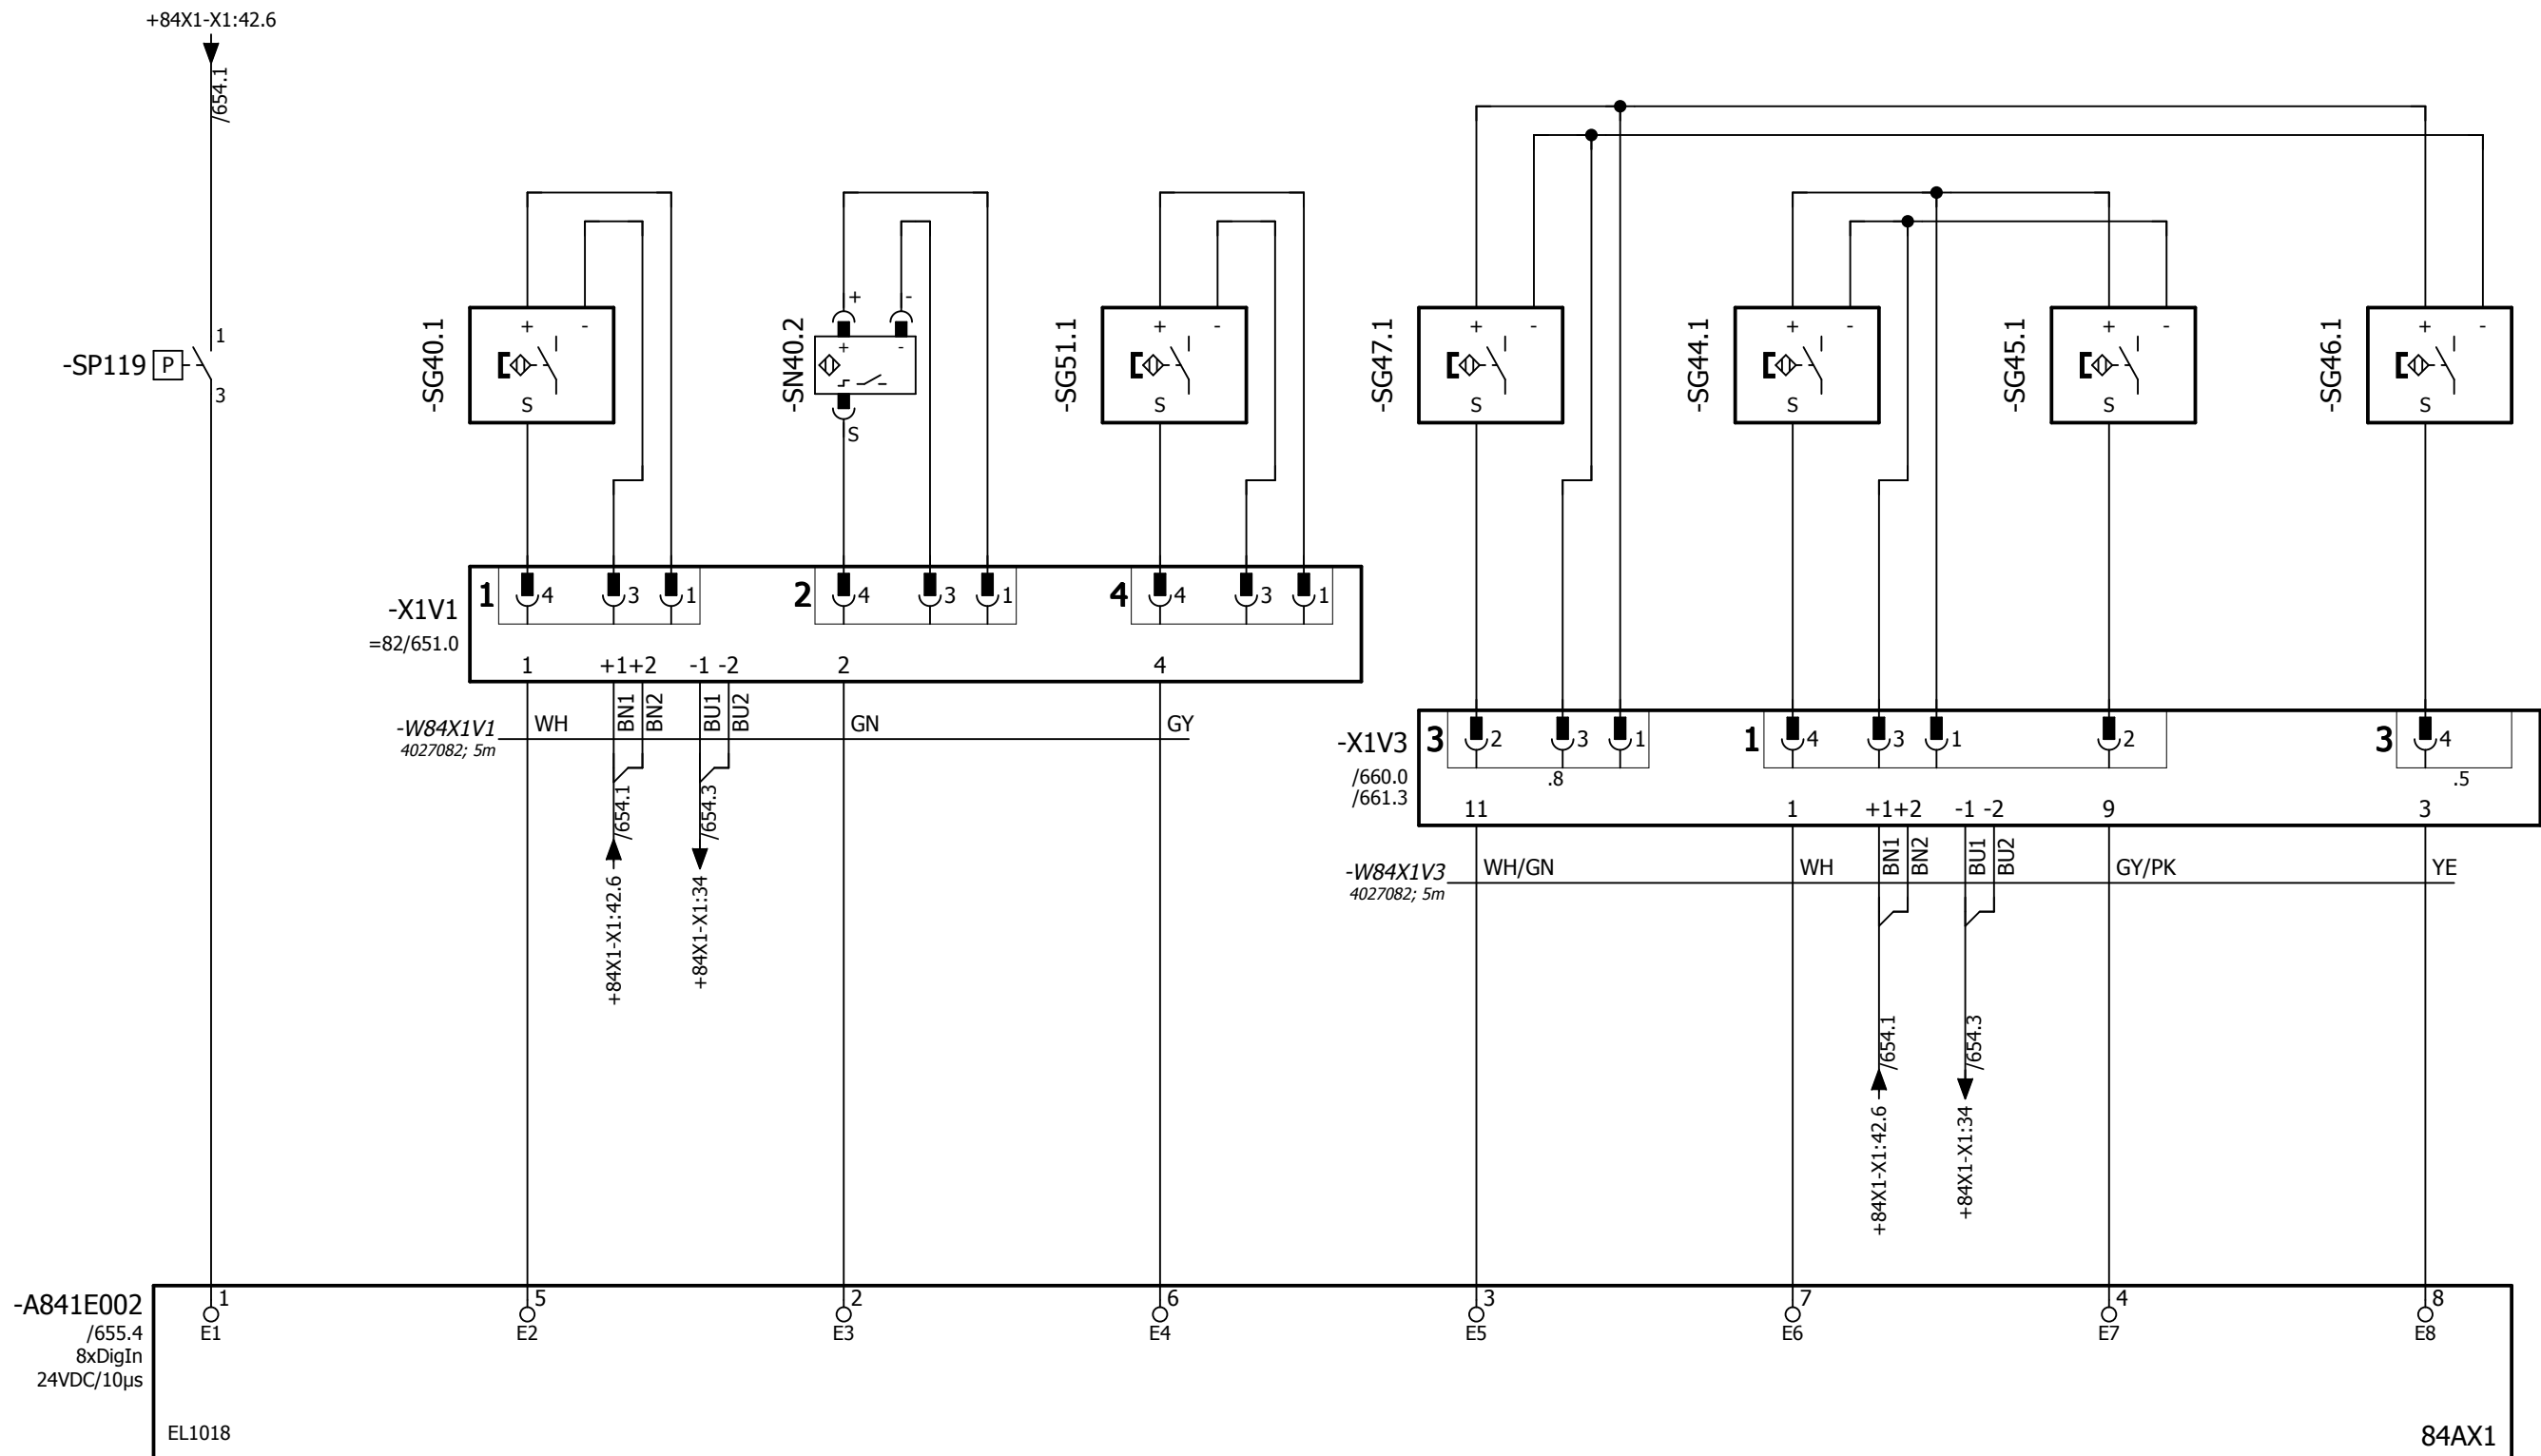 +84X1-X1:42.6
/654.1
-SP119
P
1
3
-SG40.1
+ -
S
-SN40.2
+ -
+ -
S
-SG51.1
+ -
S
-SG47.1
+ -
S
-SG44.1
+ -
S
-SG45.1
+ -
S
-SG46.1
+ -
S
-X1V1
=82/651.0
1 4 3 1
2 4 3 1
4 4 3 1
1 +1+2 -1 -2 2 4
-W84X1V1
4027082; 5m
WH BN1 BN2 BU1 BU2 GN GY
/654.1
/654.3
+84X1-X1:42.6
+84X1-X1:34
-X1V3
/660.0
/661.3
3 2 3 1
.8
1 4 3 1 2
3 4
.5
11 1 +1+2 -1 -2 9 3
-W84X1V3
4027082; 5m
WH/GN WH BN1 BN2 BU1 BU2 GY/PK YE
/654.1
/654.3
+84X1-X1:42.6
+84X1-X1:34
-A841E002
/655.4
8xDigIn
24VDC/10µs
1 5 2 6 3 7 4 8
E1 E2 E3 E4 E5 E6 E7 E8
EL1018
84AX1